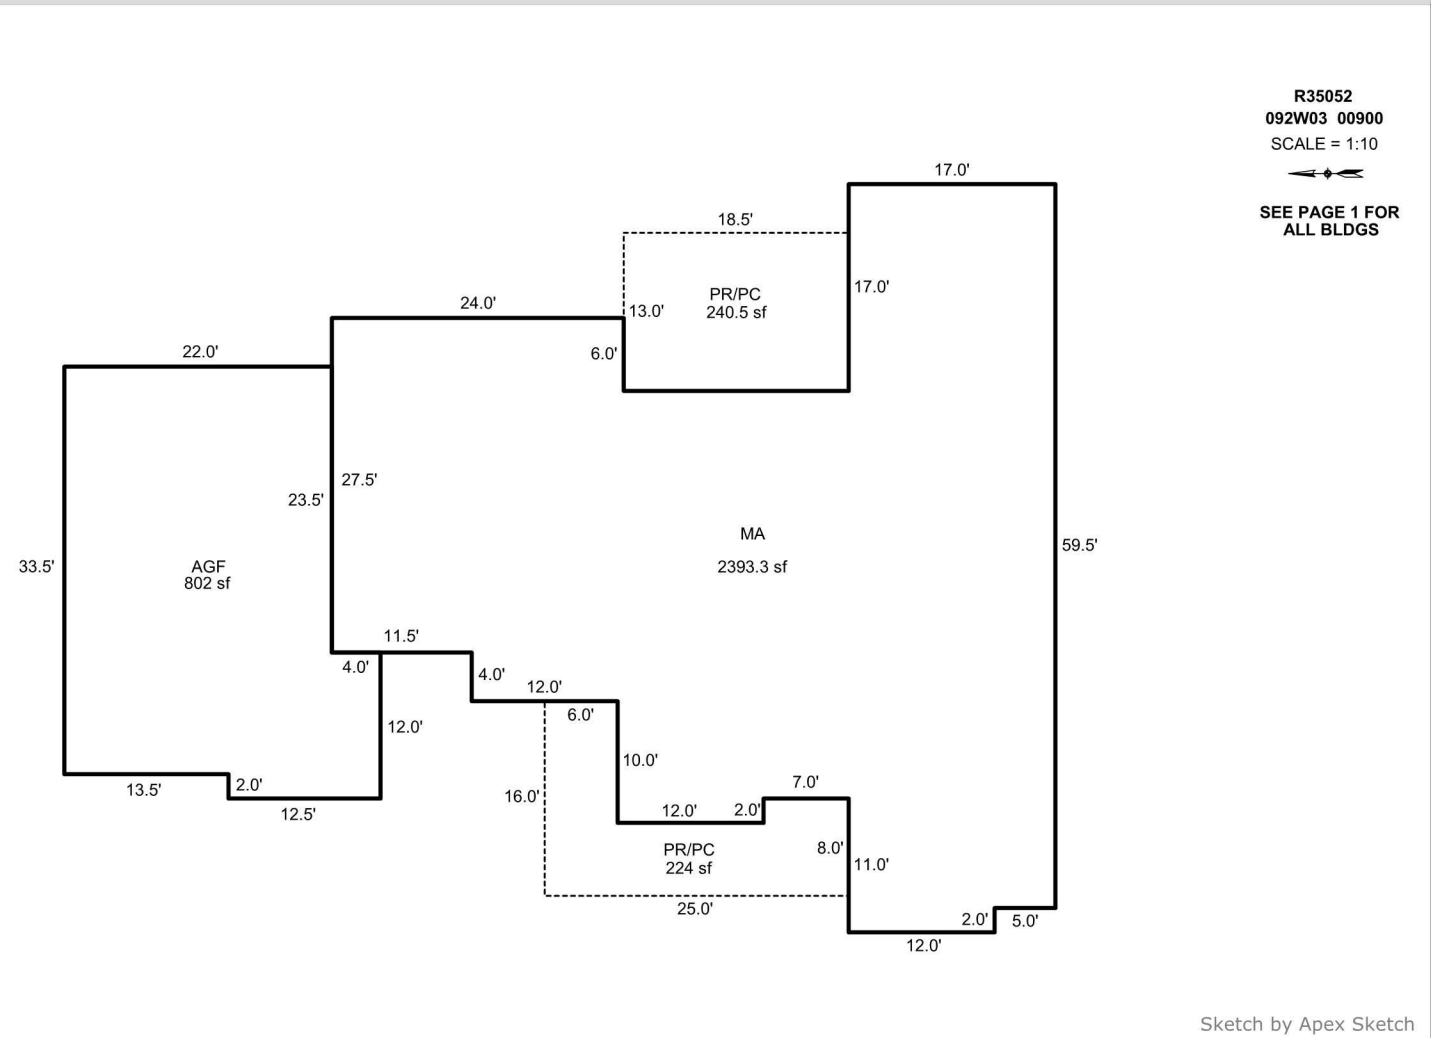 R35052
092W03 00900
SCALE = 1:10
SEE PAGE 1 FOR
ALL BLDGS
17.0'
18.5'
PR/PC
240.5 sf
17.0'
24.0'
13.0'
6.0'
22.0'
27.5'
23.5'
MA
2393.3 sf
59.5'
33.5'
AGF
802 sf
11.5'
4.0'
4.0'
12.0'
6.0'
12.0'
10.0'
13.5'
2.0'
12.5'
16.0'
7.0'
12.0'
2.0'
PR/PC
224 sf
8.0'
11.0'
25.0'
2.0'
5.0'
12.0'
Sketch by Apex Sketch